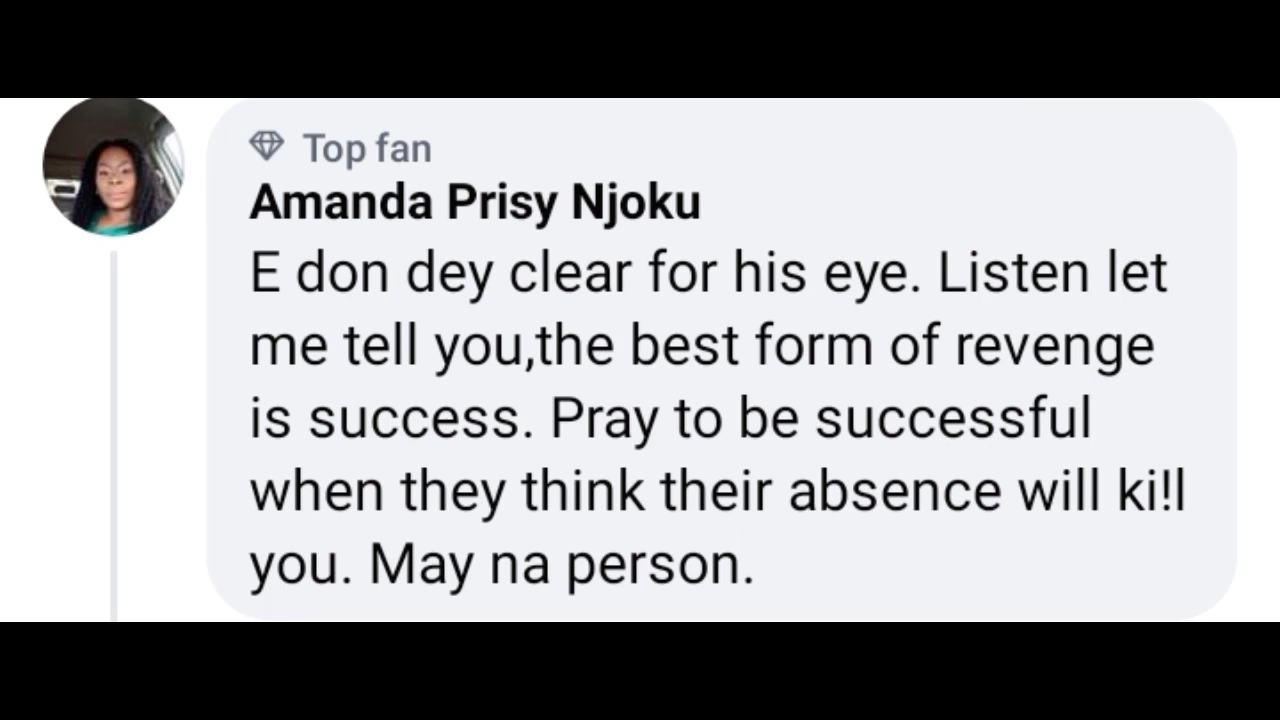 Top fan
Amanda Prisy Njoku
E don dey clear for his eye. Listen let
me tell you,the best form of revenge
is success. Pray to be successful
when they think their absence will ki!l
you. May na person.